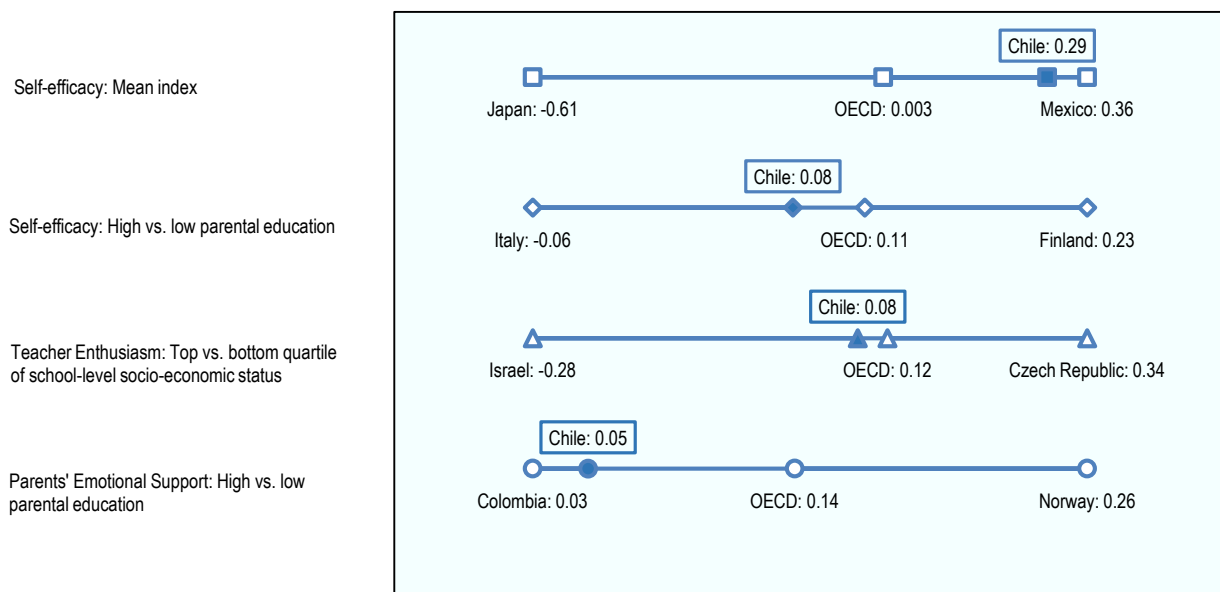 Chile: 0.29
Self-efficacy: Mean index
Japan: -0.61
OECD: 0.003
Mexico: 0.36
Chile: 0.08
Self-efficacy: High vs. low parental education
Italy: -0.06
OECD: 0.11
Finland: 0.23
Chile: 0.08
Teacher Enthusiasm: Top vs. bottom quartile
of school-level socio-economic status
Israel: -0.28
OECD: 0.12
Czech Republic: 0.34
Chile: 0.05
Parents' Emotional Support: High vs. low
parental education
Colombia: 0.03
OECD: 0.14
Norway: 0.26